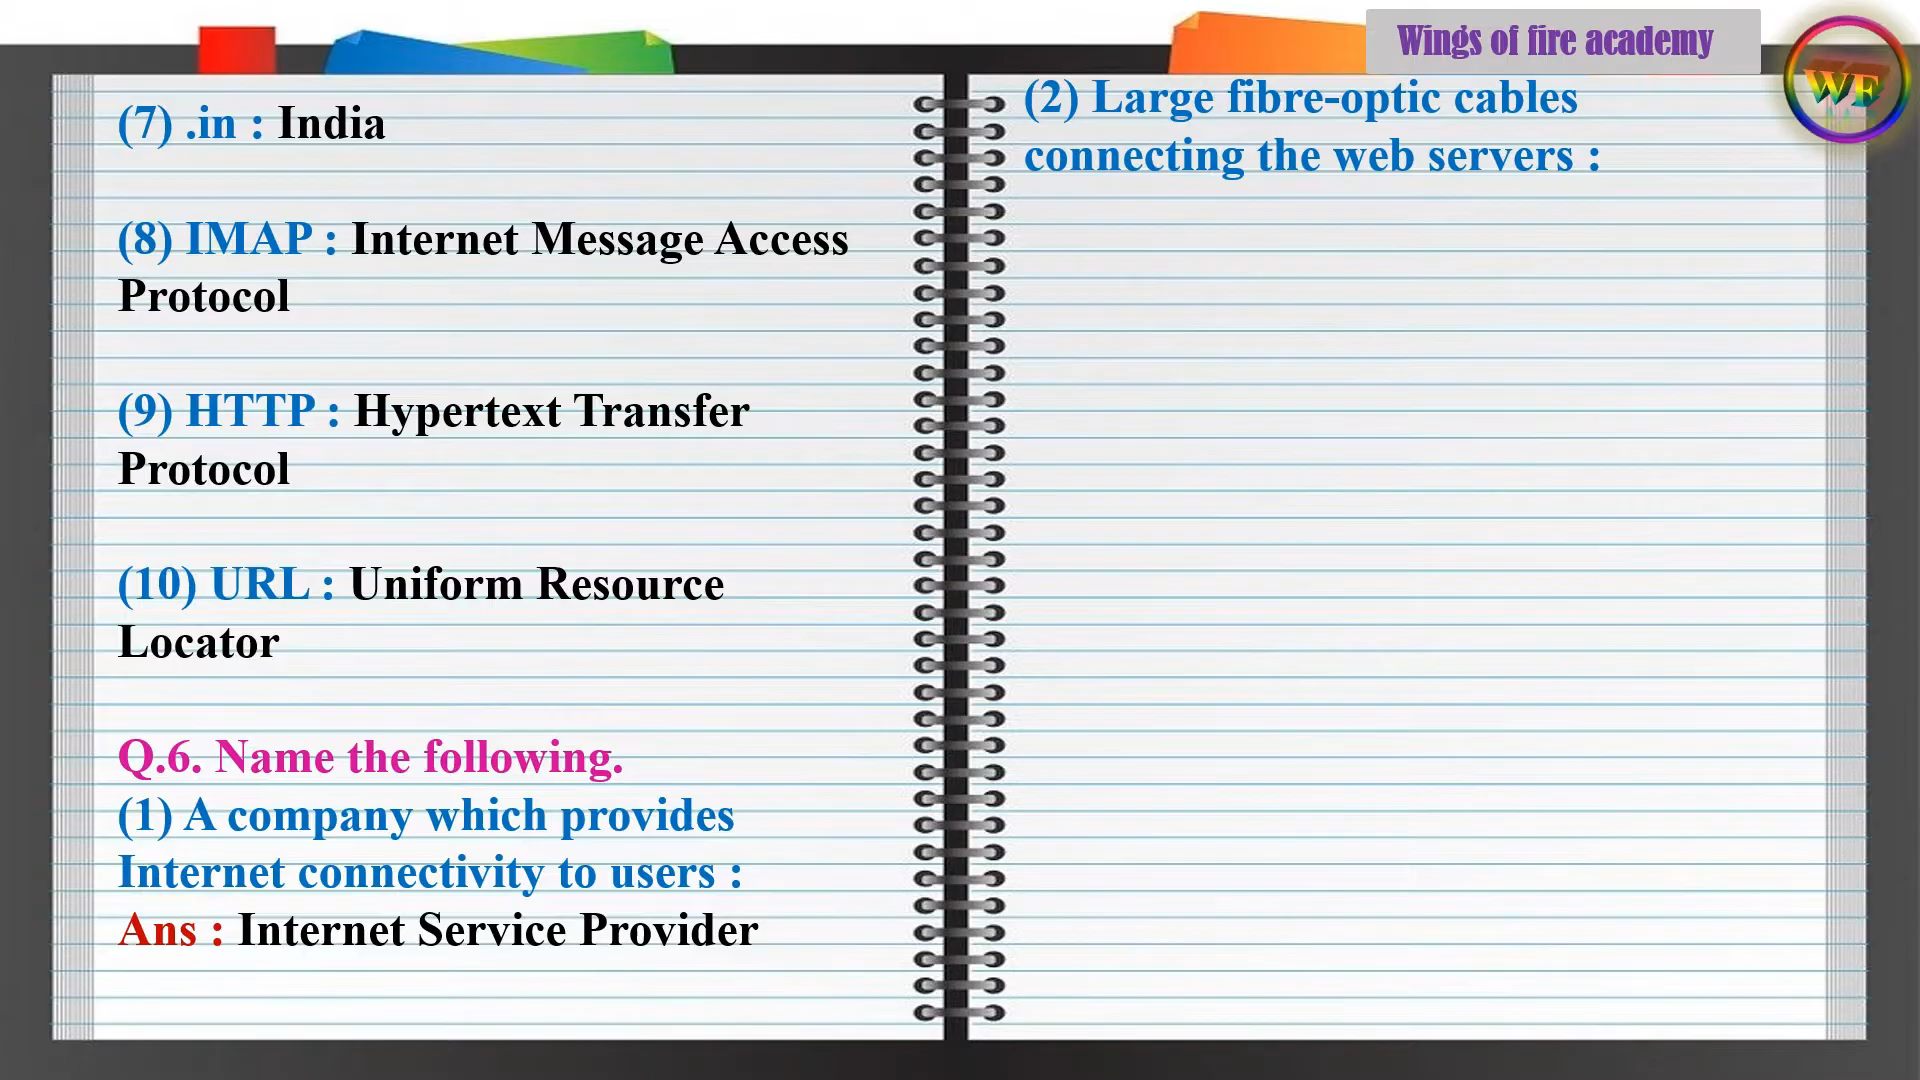 Wings of fire academy
WE
(7) .in : India
(8) IMAP : Internet Message Access
Protocol
(9) HTTP : Hypertext Transfer
Protocol
(10) URL : Uniform Resource
Locator
Q.6. Name the following.
(1) A company which provides
Internet connectivity to users :
Ans : Internet Service Provider
(2) Large fibre-optic cables
connecting the web servers :